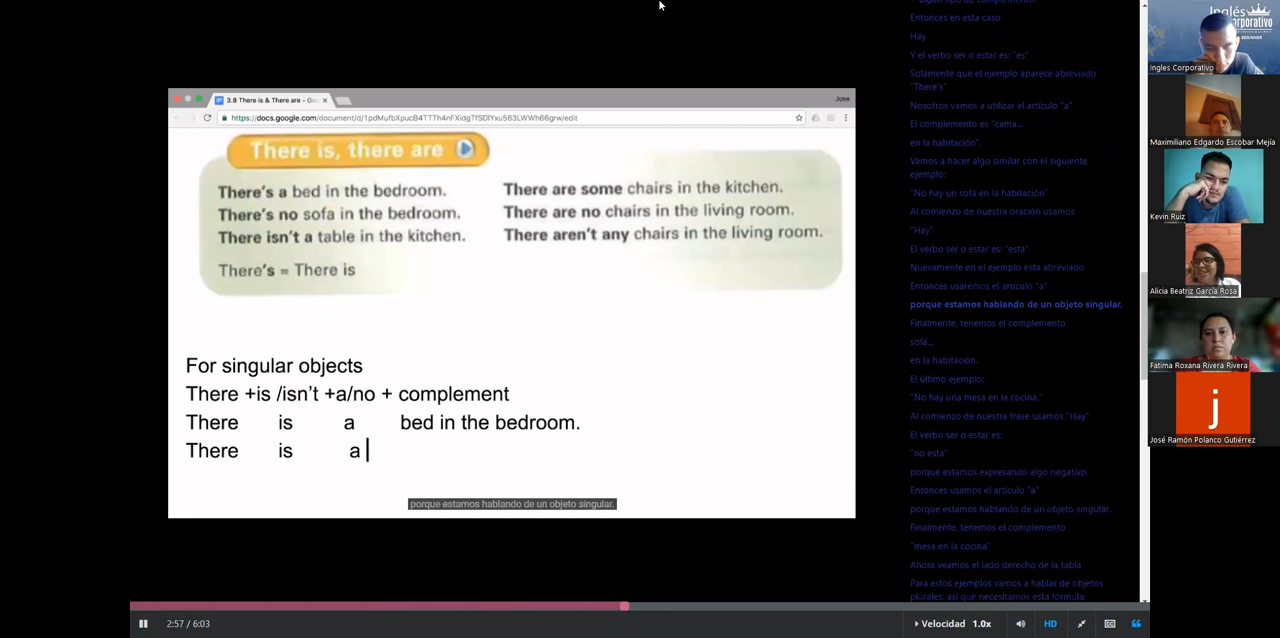 Entonces en esta caso
Hay
Y el verbo ser o estar es: "es"
Solamente que el ejemplo aparece abreviado
"There's"
Nosotros vamos a utilizar el artículo "a"
El complemento es "cama...
en la habitación".
Vamos a hacer algo similar con el siguiente
ejemplo:
"No hay un sofá en la habitación"
Al comienzo de nuestra oración usamos
"Hay"
El verbo ser o estar es: "está"
Nuevamente en el ejemplo esta abreviado
Entonces usaremos el artículo "a"
porque estamos hablando de un objeto singular.
Finalmente, tenemos el complemento
sofá...
en la habitación.
El último ejemplo:
"No hay una mesa en la cocina."
Al comienzo de nuestra frase usamos "Hay"
El verbo ser o estar es:
"no esta"
porque estamos expresando algo negativo.
Entonces usamos el artículo "a"
porque estamos hablando de un objeto singular.
Finalmente, tenemos el complemento
"mesa en la cocina"
Ahora veamos el lado derecho de la tabla
Para estos ejemplos vamos a hablar de objetos
plurales, así que necesitamos esta fórmula.
3.8 There is & There are - Goo
Jose
There is, there are
There's a bed in the bedroom.
There's no sofa in the bedroom.
There isn't a table in the kitchen.
There's = There is
There are some chairs in the kitchen.
There are no chairs in the living room.
There aren't any chairs in the living room.
For singular objects
There +is /isn't +a/no + complement
There is a bed in the bedroom.
There is a
porque estamos hablando de un objeto singular.
2:57 / 6:03
Velocidad 1.0x
HD
CC
Inglés
BEGINNER
Ingles Corporativo
Maximiliano Edgardo Escobar Mejía
Kevin Ruiz
Alicia Beatriz García Rosa
Fatima Roxana Rivera Rivera
j
José Ramón Polanco Gutiérrez